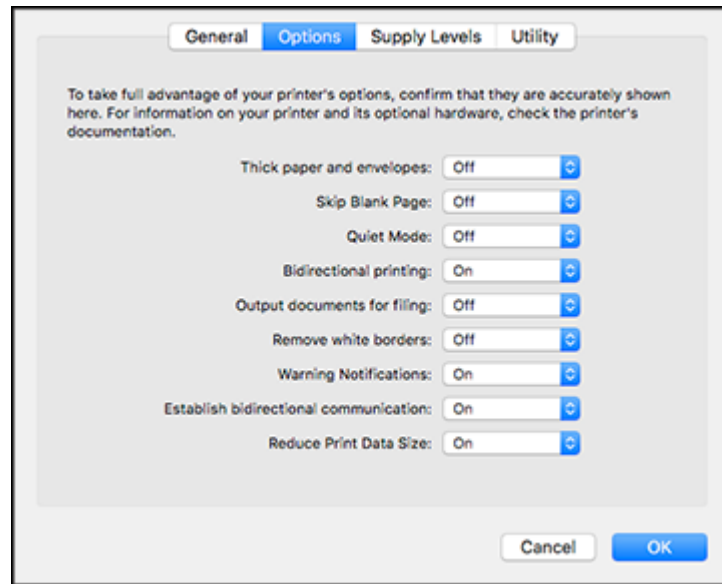 General Options Supply Levels Utility
To take full advantage of your printer's options, confirm that they are accurately shown
here. For information on your printer and its optional hardware, check the printer's
documentation.
Thick paper and envelopes: Off
Skip Blank Page: Off
Quiet Mode: Off
Bidirectional printing: On
Output documents for filing: Off
Remove white borders: Off
Warning Notifications: On
Establish bidirectional communication: On
Reduce Print Data Size: On
Cancel OK